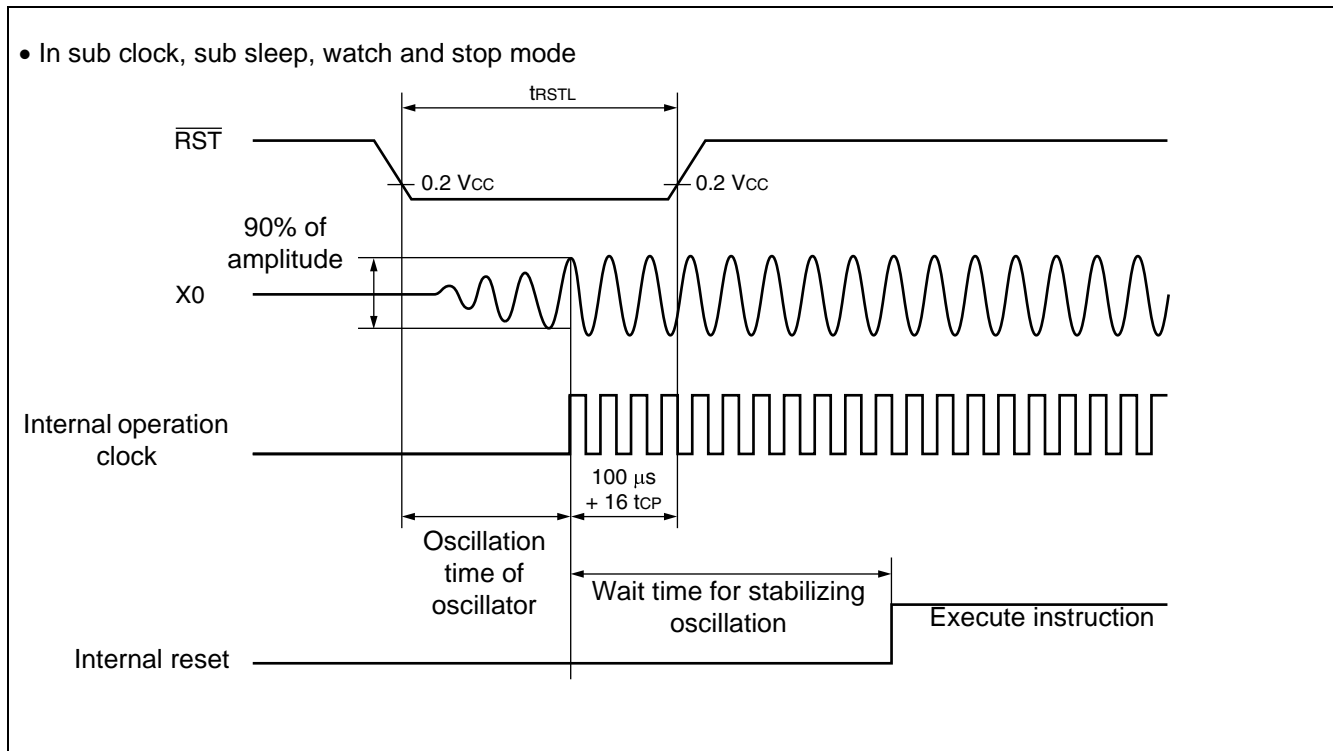 • In sub clock, sub sleep, watch and stop mode
tRSTL
RST
0.2 VCC
0.2 VCC
90% of
amplitude
X0
Internal operation
clock
100 μs
+ 16 tCP
Oscillation
time of
oscillator
Wait time for stabilizing
oscillation
Execute instruction
Internal reset